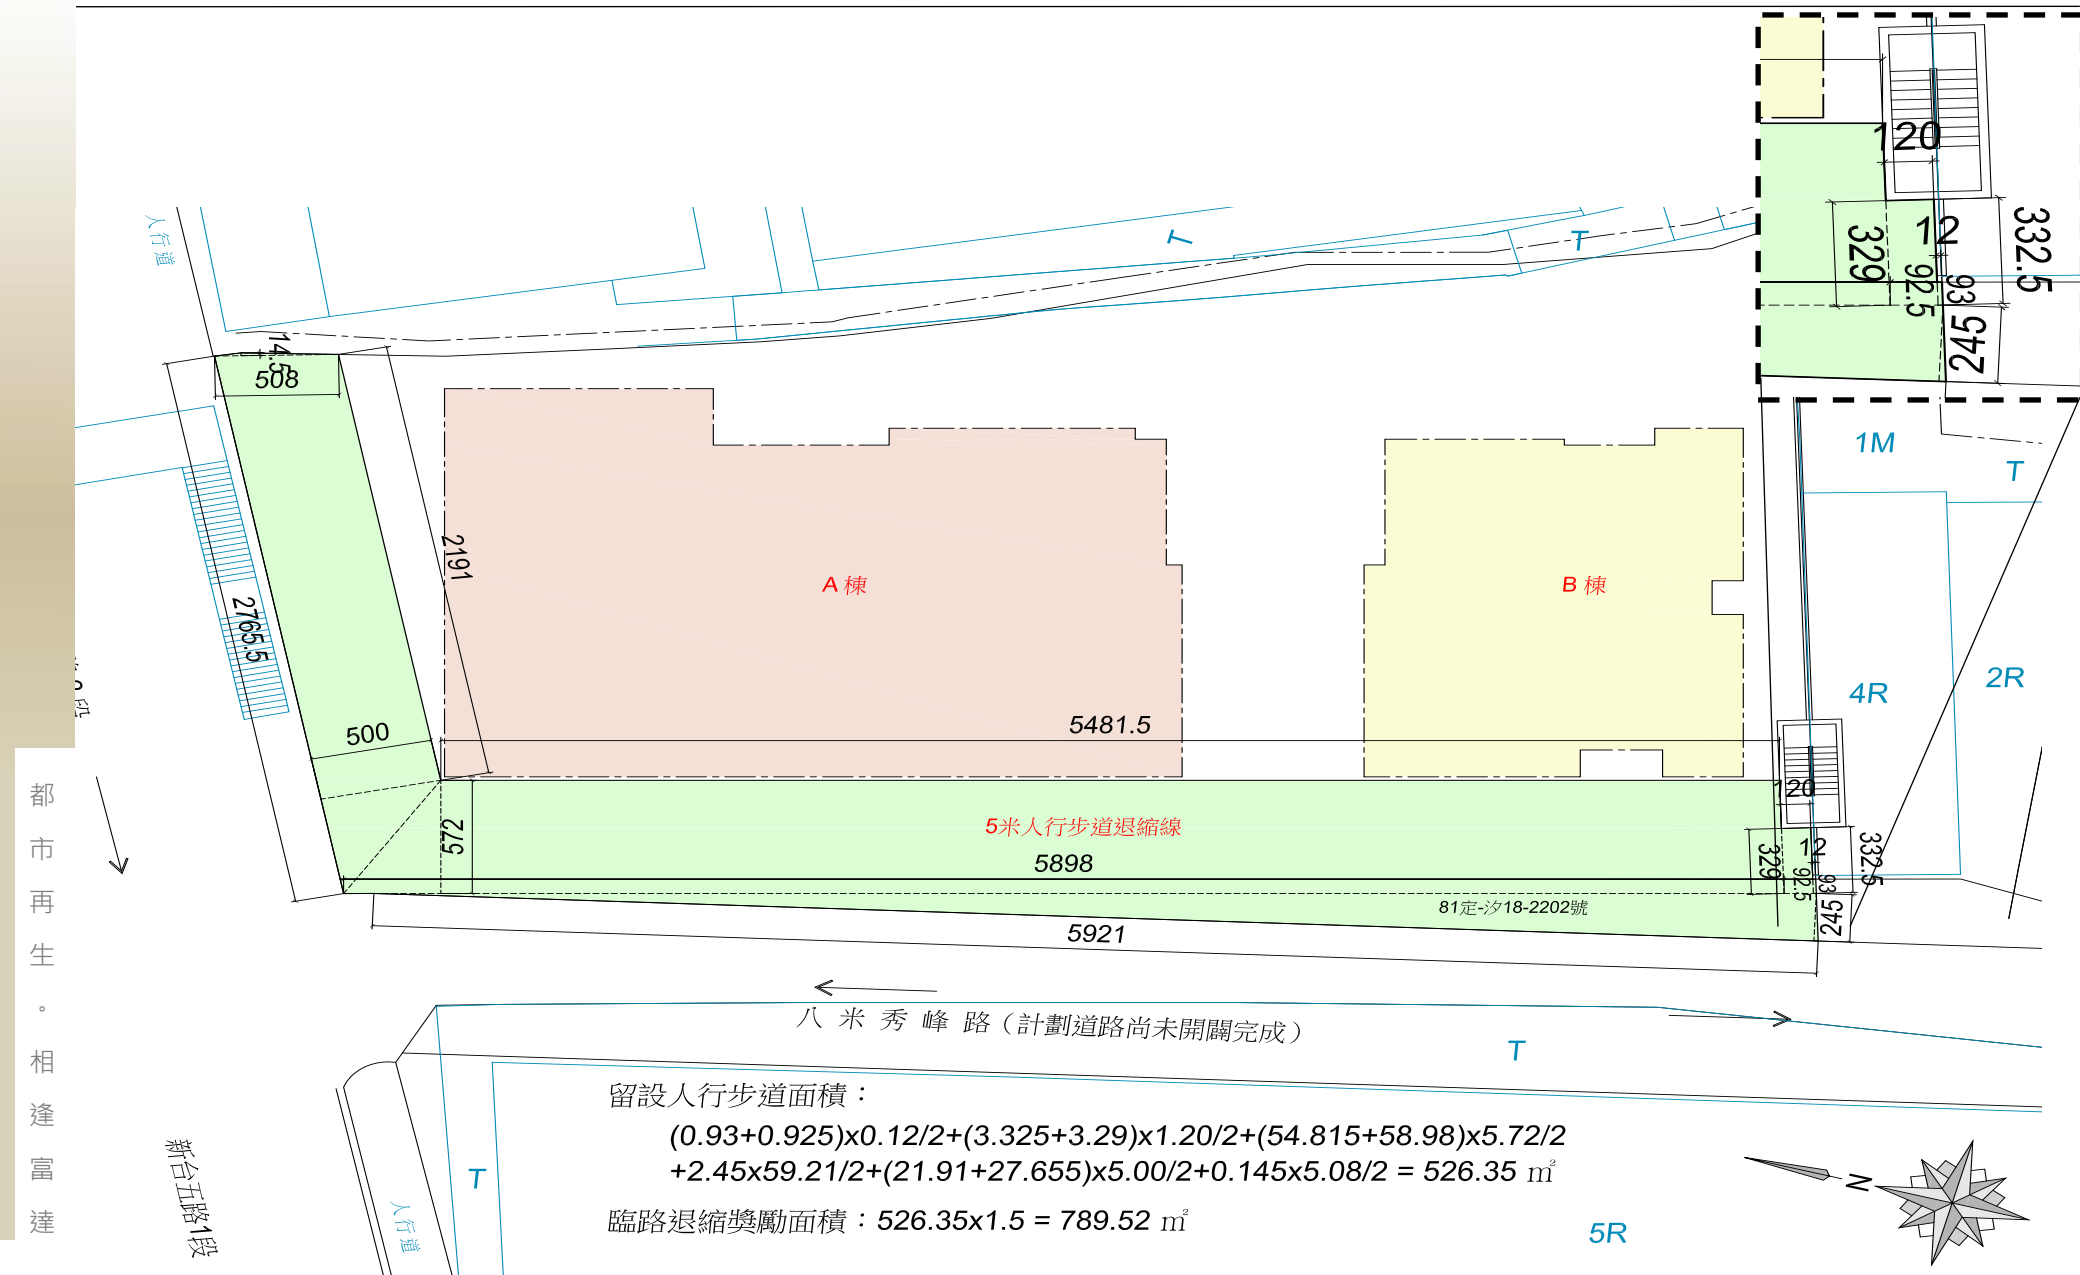 120
12
332.5
329
92.5
93
245
人行道
T
T
14.5
508
1M
T
2191
A 棟
B 棟
2765.5
段
4R
2R
500
5481.5
120
572
5米人行步道退縮線
5898
329
12
332.5
92.5
93
81定-汐18-2202號
245
5921
八 米 秀 峰 路（計劃道路尚未開闢完成）
T
留設人行步道面積：
(0.93+0.925)x0.12/2+(3.325+3.29)x1.20/2+(54.815+58.98)x5.72/2
+2.45x59.21/2+(21.91+27.655)x5.00/2+0.145x5.08/2 = 526.35 ㎡
臨路退縮獎勵面積：526.35x1.5 = 789.52 ㎡
T
人行道
新台五路1段
5R
N
都市再生。相逢富達